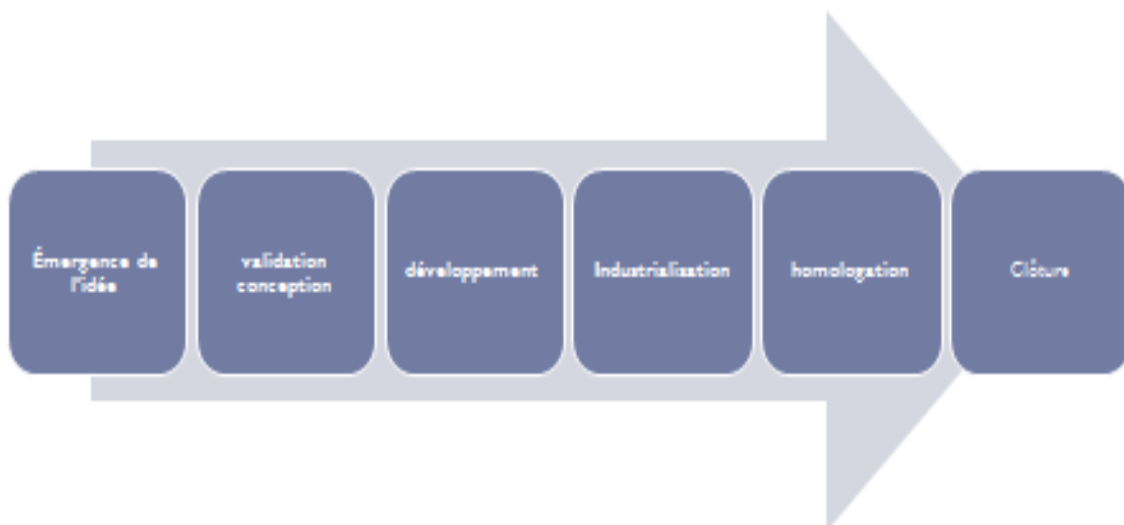 Émergence de
l'idée
validation
conception
développement
Industrialisation
homologation
Clôture